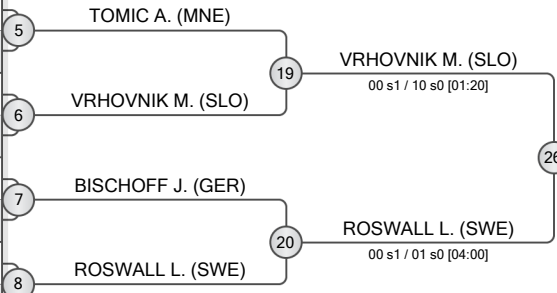 TOMIC A. (MNE)
5
19
VRHOVNIK M. (SLO)
00 s1 / 10 s0 [01:20]
VRHOVNIK M. (SLO)
6
26
BISCHOFF J. (GER)
7
20
ROSWALL L. (SWE)
00 s1 / 01 s0 [04:00]
ROSWALL L. (SWE)
8